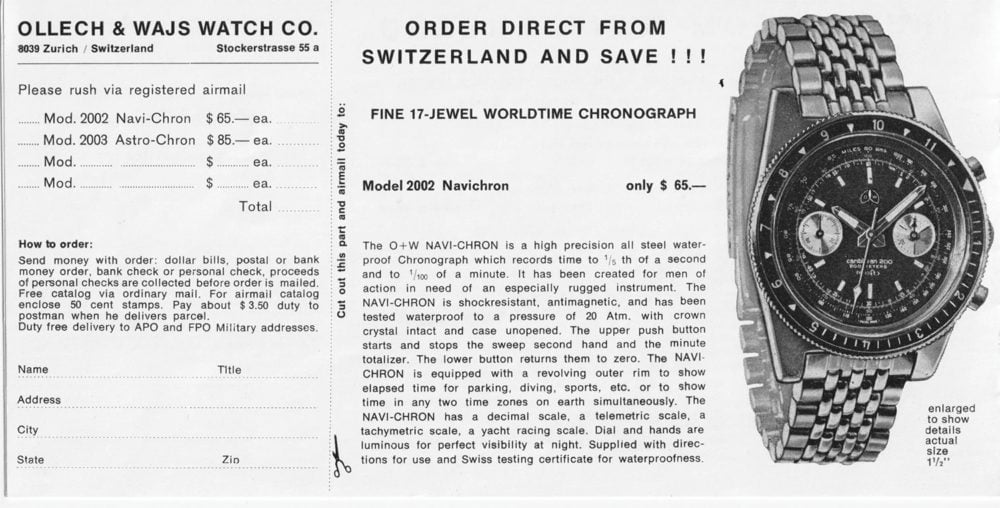 OLLECH & WAJS WATCH CO.
8039 Zurich / Switzerland Stockerstrasse 55 a
Please rush via registered airmail
....... Mod. 2002 Navi-Chron $ 65.— ea. ............
....... Mod. 2003 Astro-Chron $ 85.— ea. ............
....... Mod. ......... ........................ $ ......... ea. ............
....... Mod. ......... ........................ $ ......... ea. ............
Total ............
How to order:
Send money with order: dollar bills, postal or bank
money order, bank check or personal check, proceeds
of personal checks are collected before order is mailed.
Free catalog via ordinary mail. For airmail catalog
enclose 50 cent stamps. Pay about $ 3.50 duty to
postman when he delivers parcel.
Duty free delivery to APO and FPO Military addresses.
Name Title
Address
City
State Zip
Cut out this part and airmail today to:
ORDER DIRECT FROM
SWITZERLAND AND SAVE ! ! !
FINE 17-JEWEL WORLDTIME CHRONOGRAPH
Model 2002 Navichron only $ 65.—
The O+W NAVI-CHRON is a high precision all steel water-
proof Chronograph which records time to 1/5 th of a second
and to 1/100 of a minute. It has been created for men of
action in need of an especially rugged instrument. The
NAVI-CHRON is shockresistant, antimagnetic, and has been
tested waterproof to a pressure of 20 Atm. with crown
crystal intact and case unopened. The upper push button
starts and stops the sweep second hand and the minute
totalizer. The lower button returns them to zero. The NAVI-
CHRON is equipped with a revolving outer rim to show
elapsed time for parking, diving, sports, etc. or to show
time in any two time zones on earth simultaneously. The
NAVI-CHRON has a decimal scale, a telemetric scale, a
tachymetric scale, a yacht racing scale. Dial and hands are
luminous for perfect visibility at night. Supplied with direc-
tions for use and Swiss testing certificate for waterproofness.
9 10 11
MILES
200
METERS
5 4
enlarged
to show
details
actual
size
1 1/2"